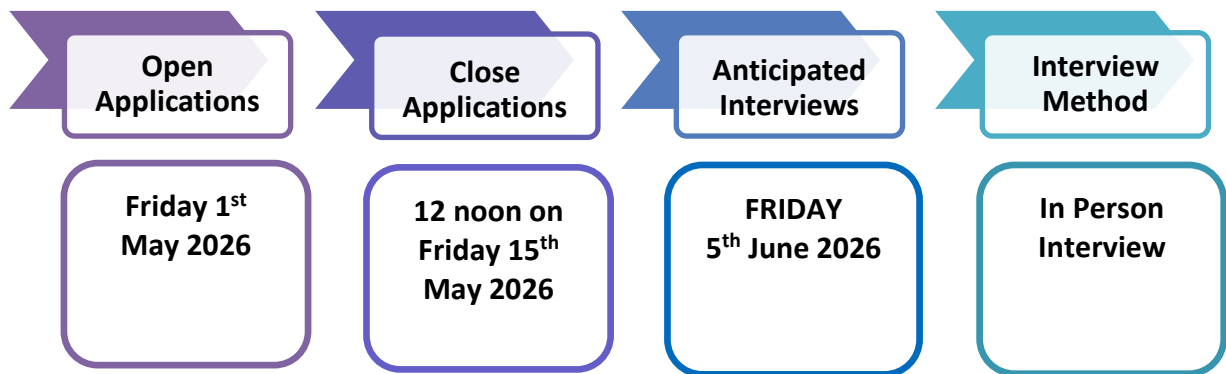 Open
Applications
Close
Applications
Anticipated
Interviews
Interview
Method
Friday 1st
May 2026
12 noon on
Friday 15th
May 2026
FRIDAY
5th June 2026
In Person
Interview